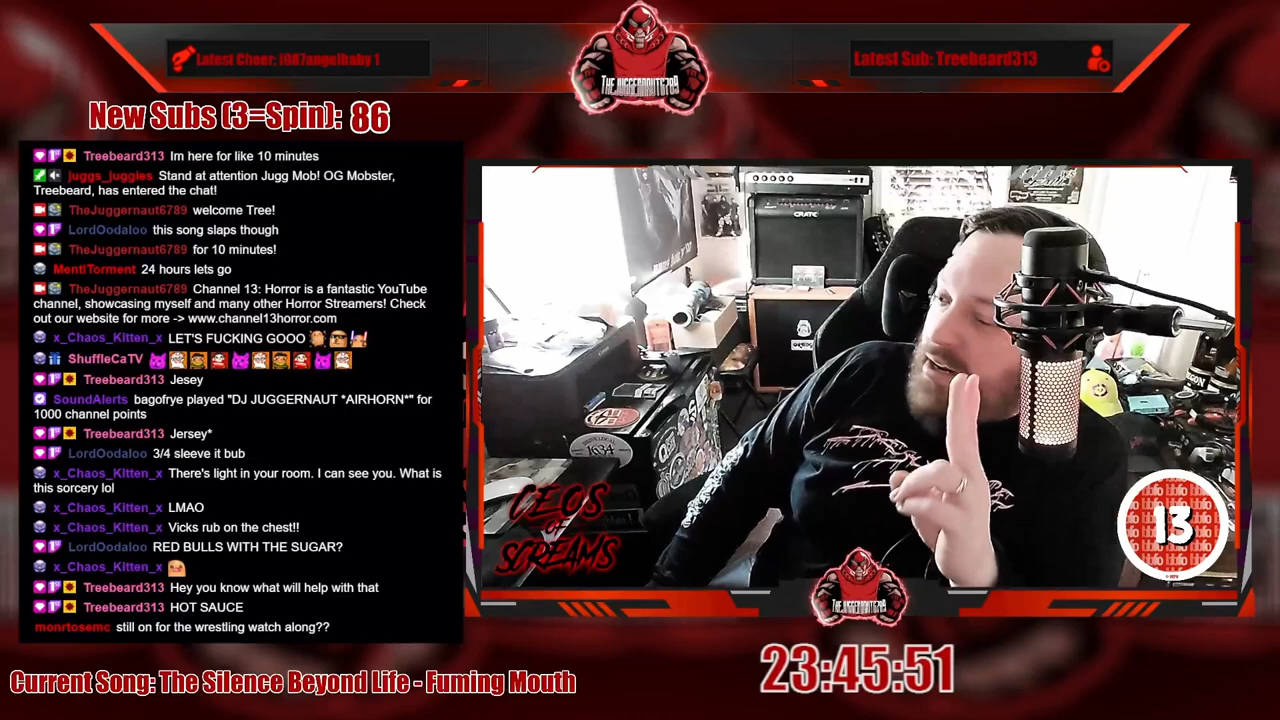 Latest Cheer: i087angelbaby 1
THEJUGGERNAUT6789
Latest Sub: Treebeard313
New Subs (3=Spin): 86
Treebeard313 Im here for like 10 minutes
juggs_juggies Stand at attention Jugg Mob! OG Mobster,
Treebeard, has entered the chat!
TheJuggernaut6789 welcome Tree!
LordOodaloo this song slaps though
TheJuggernaut6789 for 10 minutes!
MentlTorment 24 hours lets go
TheJuggernaut6789 Channel 13: Horror is a fantastic YouTube
channel, showcasing myself and many other Horror Streamers! Check
out our website for more -> www.channel13horror.com
x_Chaos_Kitten_x LET'S FUCKING GOOO
ShuffleCaTV
Treebeard313 Jesey
SoundAlerts bagofrye played "DJ JUGGERNAUT *AIRHORN*" for
1000 channel points
Treebeard313 Jersey*
LordOodaloo 3/4 sleeve it bub
x_Chaos_Kitten_x There's light in your room. I can see you. What is
this sorcery lol
x_Chaos_Kitten_x LMAO
x_Chaos_Kitten_x Vicks rub on the chest!!
LordOodaloo RED BULLS WITH THE SUGAR?
x_Chaos_Kitten_x
Treebeard313 Hey you know what will help with that
Treebeard313 HOT SAUCE
monrtosemc still on for the wrestling watch along??
CRATE
1634
CEOS
OF
SCREAMS
13
THEJUGGERNAUT6789
23:45:51
Current Song: The Silence Beyond Life - Fuming Mouth